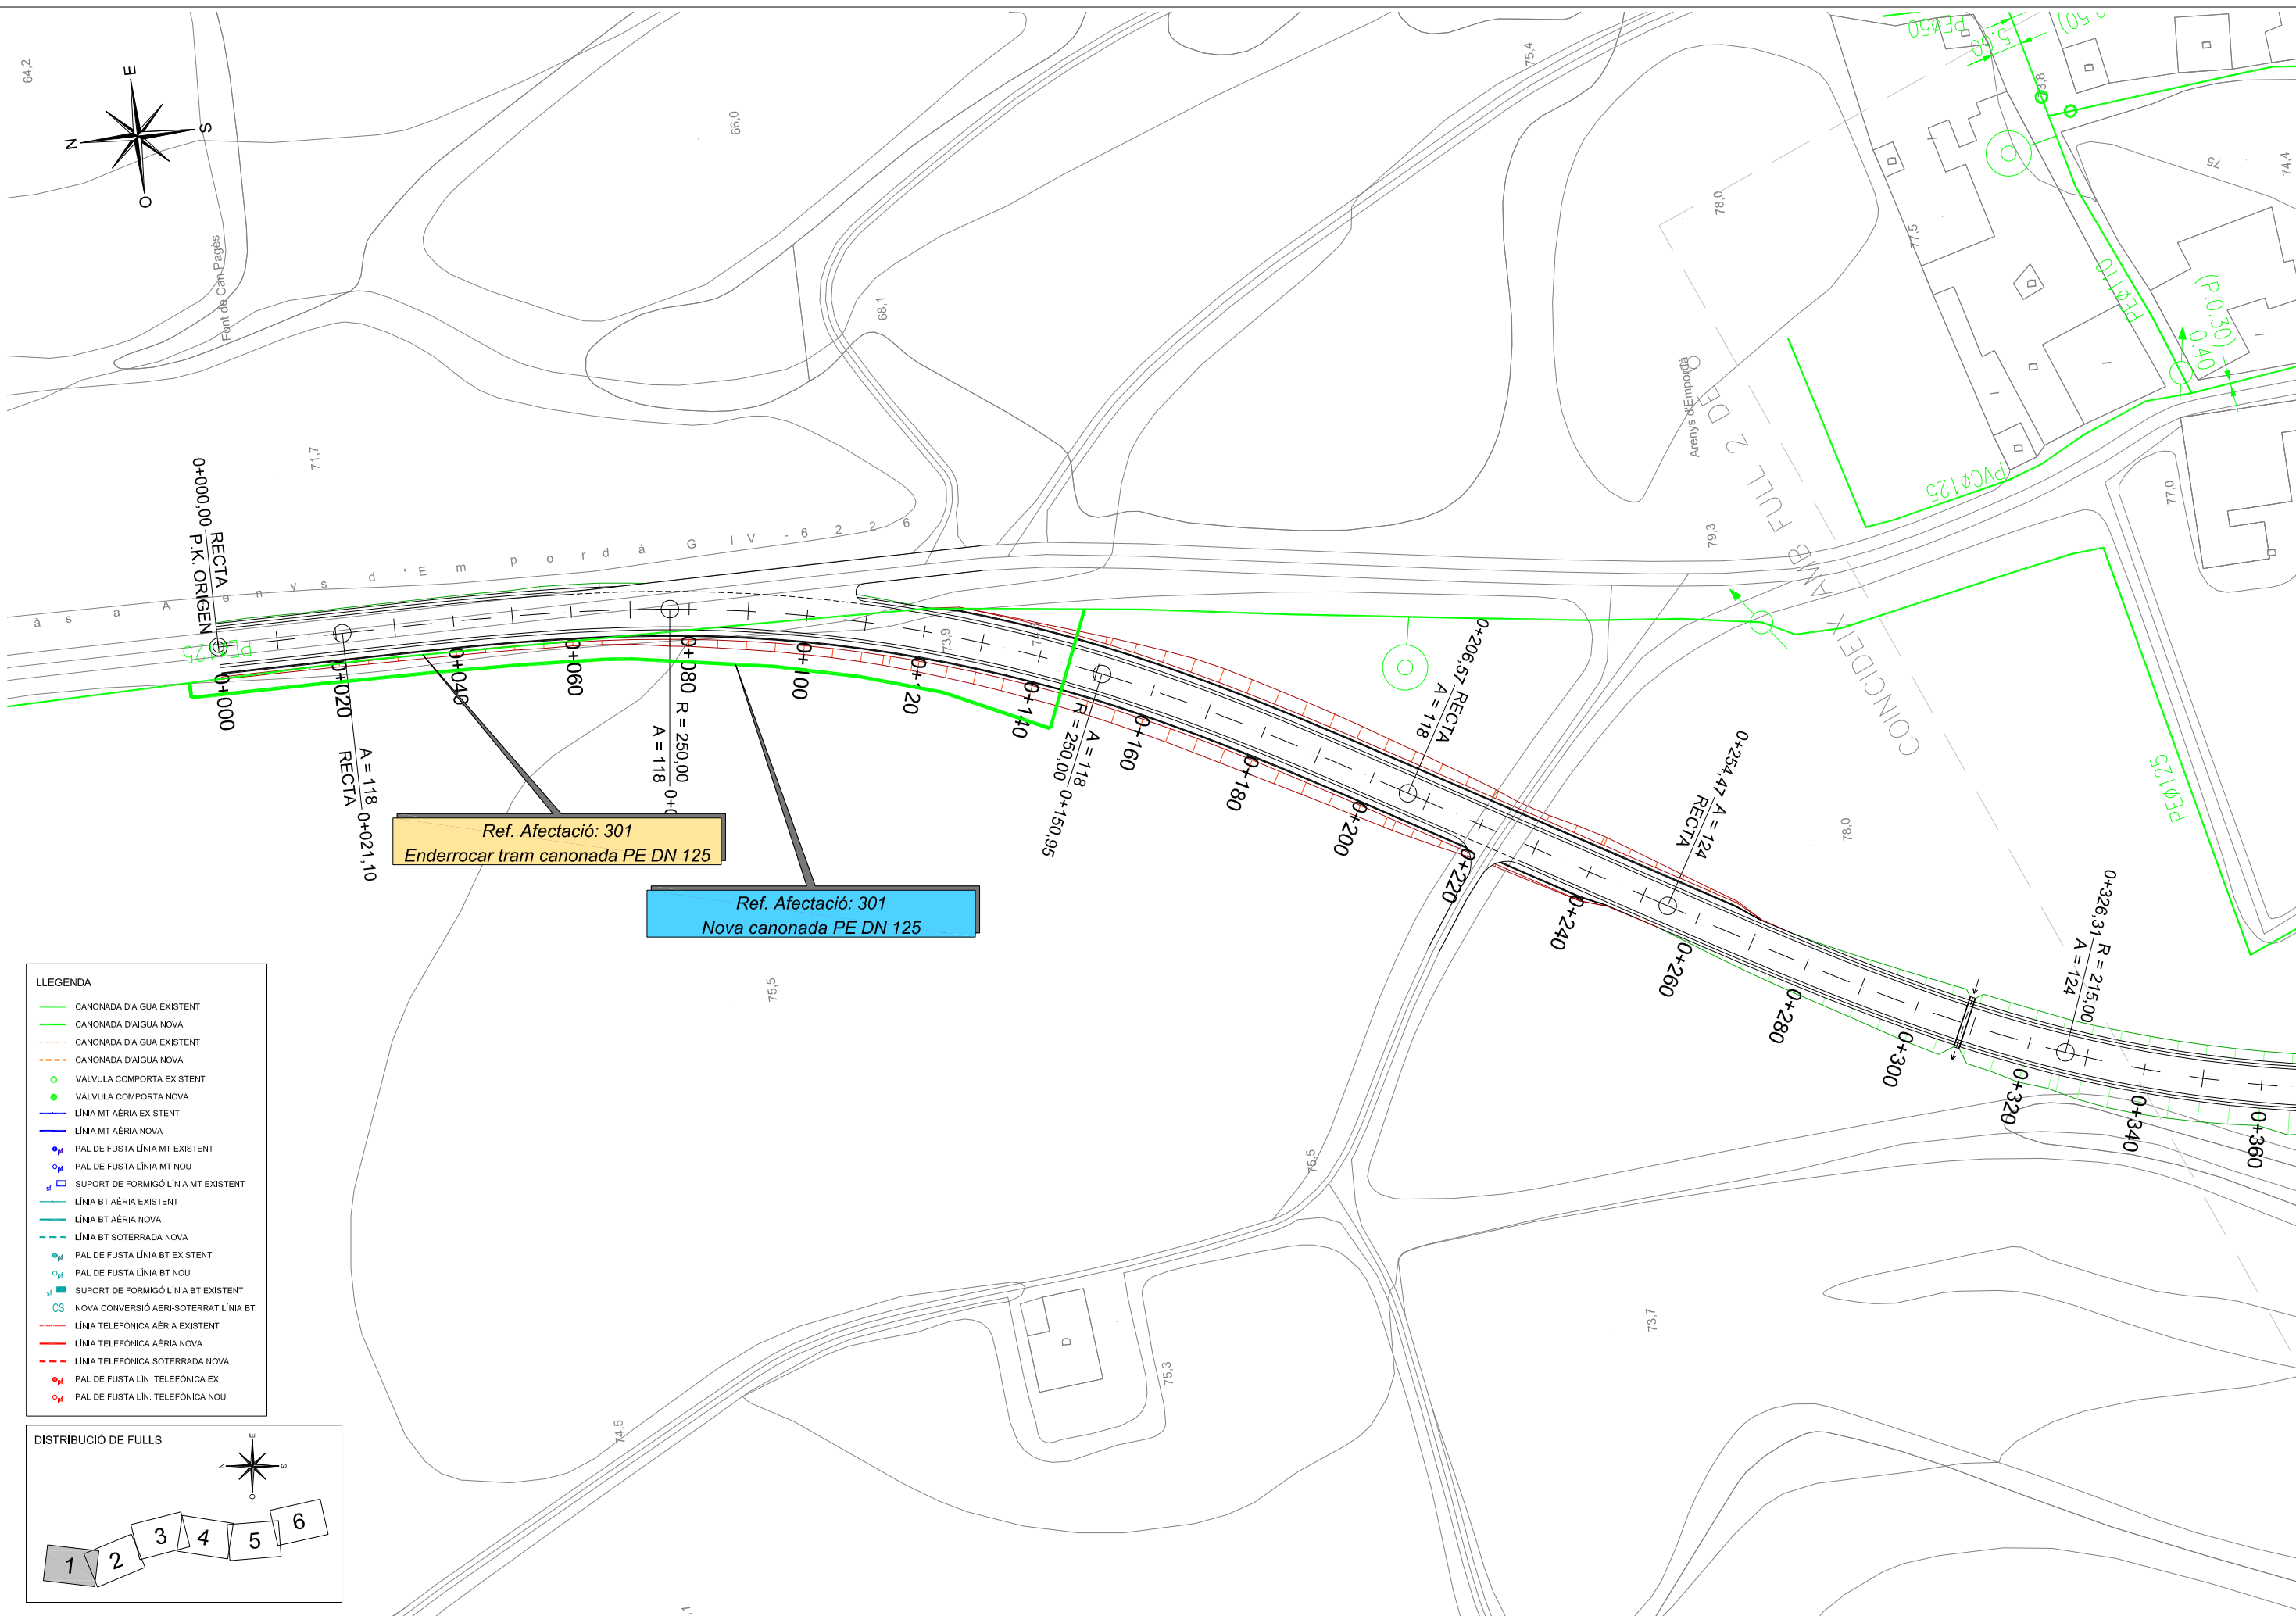 64,2
E
N
S
O
66,0
75,4
PEØ50
78,0
77,5
75
74,4
PEØ110
(P.0.30)
0.40
Font de Can Pagès
68,1
Arenys d'Empordà
71,7
COINCIDEIX AMB FULL 2 DE
79,3
PVCØ125
77,0
à s a A enys d'Empordà GIV-6226
0+000,00 RECTA
P.K. ORIGEN
73,9
0+000
0+020
0+040
0+060
0+080
0+100
0+120
0+140
0+160
0+180
0+200
0+220
0+240
0+260
0+280
0+300
0+320
0+340
0+360
A = 118
RECTA 0+021,10
R = 250,00
A = 118
A = 118
R = 250,00 0+150,95
0+206,57 RECTA
A = 118
0+254,47 A = 124
RECTA
0+326,31 R = 215,00
A = 124
PEØ125
78,0
Ref. Afectació: 301
Enderrocar tram canonada PE DN 125
Ref. Afectació: 301
Nova canonada PE DN 125
75,5
75,5
73,7
75,3
74,5
LLEGENDA
CANONADA D'AIGUA EXISTENT
CANONADA D'AIGUA NOVA
CANONADA D'AIGUA EXISTENT
CANONADA D'AIGUA NOVA
VÀLVULA COMPORTA EXISTENT
VÀLVULA COMPORTA NOVA
LÍNIA MT AÈRIA EXISTENT
LÍNIA MT AÈRIA NOVA
pf PAL DE FUSTA LÍNIA MT EXISTENT
pf PAL DE FUSTA LÍNIA MT NOU
sf SUPORT DE FORMIGÓ LÍNIA MT EXISTENT
LÍNIA BT AÈRIA EXISTENT
LÍNIA BT AÈRIA NOVA
LÍNIA BT SOTERRADA NOVA
pf PAL DE FUSTA LÍNIA BT EXISTENT
pf PAL DE FUSTA LÍNIA BT NOU
sf SUPORT DE FORMIGÓ LÍNIA BT EXISTENT
CS NOVA CONVERSIÓ AERI-SOTERRAT LÍNIA BT
LÍNIA TELEFÒNICA AÈRIA EXISTENT
LÍNIA TELEFÒNICA AÈRIA NOVA
LÍNIA TELEFÒNICA SOTERRADA NOVA
pf PAL DE FUSTA LÍN. TELEFÒNICA EX.
pf PAL DE FUSTA LÍN. TELEFÒNICA NOU
DISTRIBUCIÓ DE FULLS
E
N
S
O
1
2
3
4
5
6